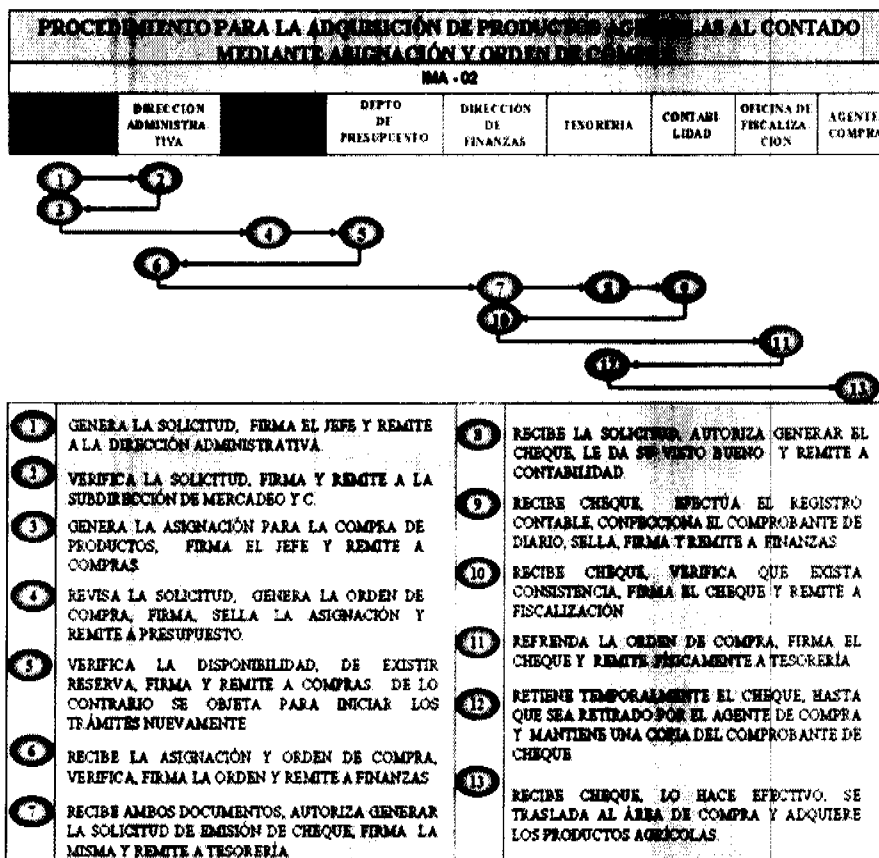 PROCEDIMIENTO PARA LA ADQUISICIÓN DE PRODUCTOS AGRÍCOLAS AL CONTADO
MEDIANTE ASIGNACIÓN Y ORDEN DE COMPRA
IMA - 02
DIRECCIÓN
ADMINISTRA
TIVA
DEPTO
DE
PRESUPUESTO
DIRECCIÓN
DE
FINANZAS
TESORERIA
CONTABI
LIDAD
OFICINA DE
FISCALIZA
CION
AGENTE
COMPRA
1 2
3
4 5
6
7 8 9
10
11
12
13
1 GENERA LA SOLICITUD, FIRMA EL JEFE Y REMITE
A LA DIRECCIÓN ADMINISTRATIVA.
2 VERIFICA LA SOLICITUD, FIRMA Y REMITE A LA
SUBDIRECCIÓN DE MERCADEO Y C.
3 GENERA LA ASIGNACIÓN PARA LA COMPRA DE
PRODUCTOS, FIRMA EL JEFE Y REMITE A
COMPRAS
4 REVISA LA SOLICITUD, GENERA LA ORDEN DE
COMPRA, FIRMA, SELLA LA ASIGNACIÓN Y
REMITE A PRESUPUESTO.
5 VERIFICA LA DISPONIBILIDAD, DE EXISTIR
RESERVA, FIRMA Y REMITE A COMPRAS. DE LO
CONTRARIO SE OBJETA PARA INICIAR LOS
TRÁMITES NUEVAMENTE
6 RECIBE LA ASIGNACIÓN Y ORDEN DE COMPRA,
VERIFICA, FIRMA LA ORDEN Y REMITE A FINANZAS
7 RECIBE AMBOS DOCUMENTOS, AUTORIZA GENERAR
LA SOLICITUD DE EMISIÓN DE CHEQUE, FIRMA LA
MISMA Y REMITE A TESORERÍA
8 RECIBE LA SOLICITUD, AUTORIZA GENERAR EL
CHEQUE, LE DA SU VISTO BUENO Y REMITE A
CONTABILIDAD
9 RECIBE CHEQUE, EFECTÚA EL REGISTRO
CONTABLE, CONFECCIONA EL COMPROBANTE DE
DIARIO, SELLA, FIRMA Y REMITE A FINANZAS
10 RECIBE CHEQUE, VERIFICA QUE EXISTA
CONSISTENCIA, FIRMA EL CHEQUE Y REMITE A
FISCALIZACIÓN
11 REFRENDA LA ORDEN DE COMPRA, FIRMA EL
CHEQUE Y REMITE FÍSICAMENTE A TESORERÍA
12 RETIENE TEMPORALMENTE EL CHEQUE, HASTA
QUE SEA RETIRADO POR EL AGENTE DE COMPRA
Y MANTIENE UNA COPIA DEL COMPROBANTE DE
CHEQUE
13 RECIBE CHEQUE, LO HACE EFECTIVO, SE
TRASLADA AL ÁREA DE COMPRA Y ADQUIERE
LOS PRODUCTOS AGRÍCOLAS.